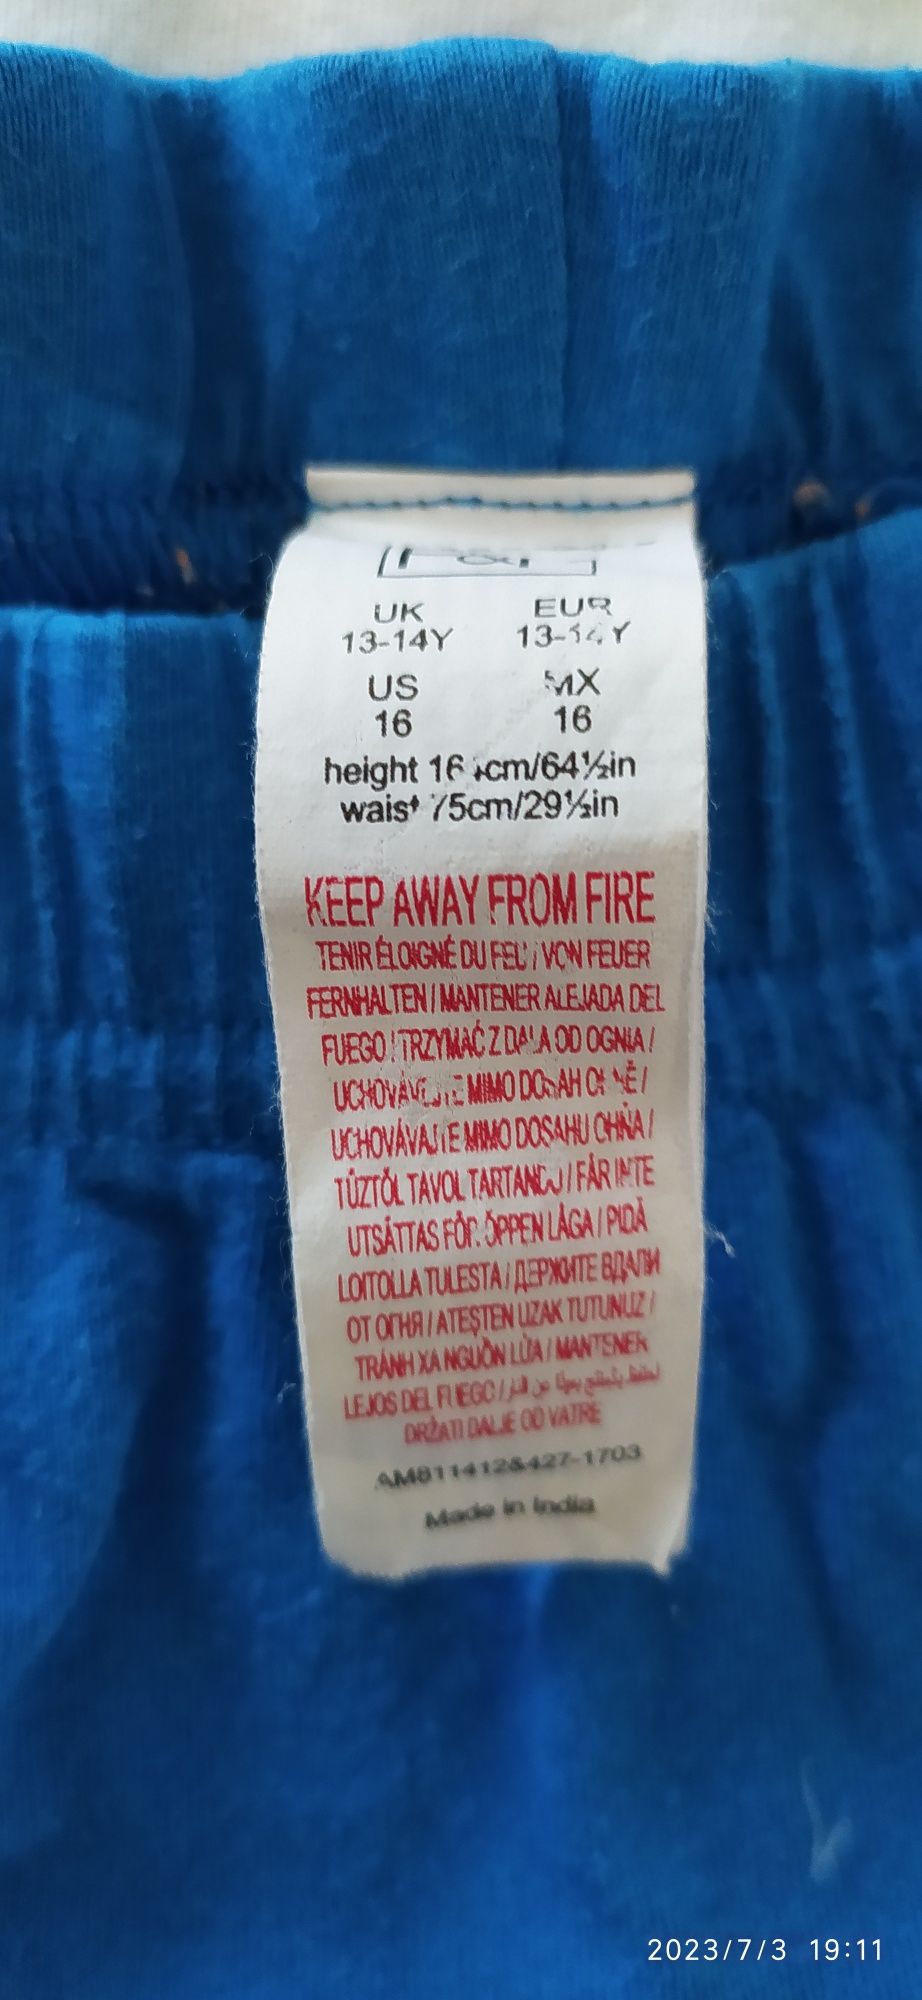 UK EUR
13-14Y 13-14Y
US MX
16 16
height cm/64½in
waist 75cm/29½in
KEEP AWAY FROM FIRE
TENIR ÉLOIGNÉ DU FEU / VON FEUER
FERNHALTEN / MANTENER ALEJADA DEL
FUEGO / TRZYMAĆ Z DALA OD OGNIA /
MIMO DOSAH /
UCHOVÁVAJTE MIMO DOSAHU OHŇA /
TŰZTŐL TAVOL TARTANDÓ / FÅR INTE
UTSÄTTAS FÖR ÖPPEN LÅGA / PIDÄ
LOITOLLA TULESTA / ДЕРЖИТЕ ВДАЛИ
ОТ ОГНЯ / ATEŞTEN UZAK TUTUNUZ /
TRÁNH XA NGUỒN LỬA / MANTENER
LEJOS DEL FUEGO /
DRŽATI DALJE OD VATRE
AM811412&427-1703
Made in India
2023/7/3 19:11